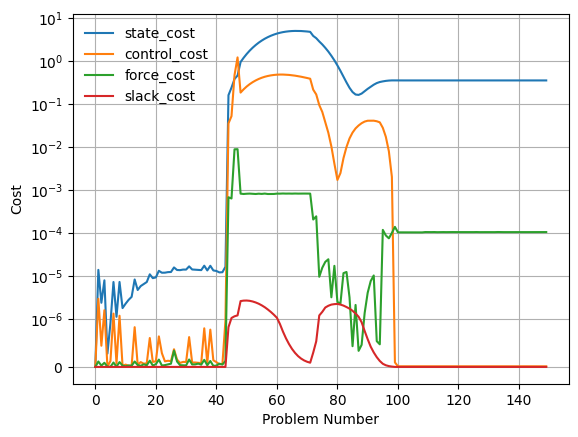 state_cost
control_cost
force_cost
slack_cost
10^1
10^0
10^-1
10^-2
10^-3
10^-4
10^-5
10^-6
0
Cost
0 20 40 60 80 100 120 140
Problem Number